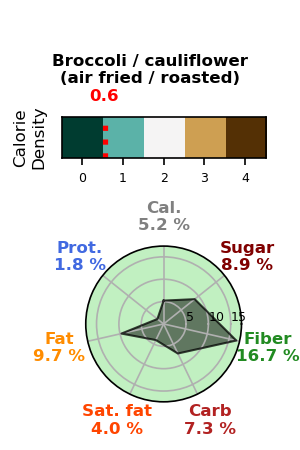 Broccoli / cauliflower
(air fried / roasted)
0.6
Calorie
Density
0 1 2 3 4
Cal.
5.2 %
Prot.
1.8 %
Sugar
8.9 %
5 10 15
Fat
9.7 %
Fiber
16.7 %
Sat. fat
4.0 %
Carb
7.3 %